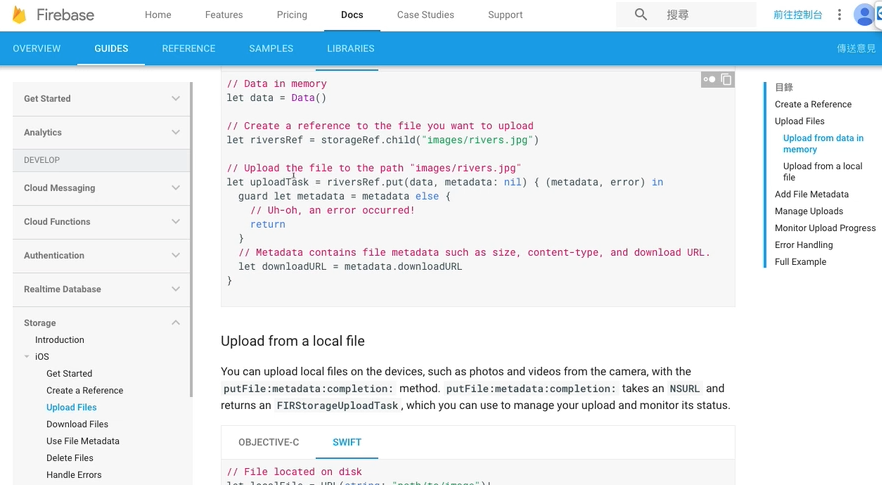 Firebase
Home Features Pricing Docs Case Studies Support
搜尋
前往控制台
OVERVIEW GUIDES REFERENCE SAMPLES LIBRARIES
傳送意見
Get Started
Analytics
DEVELOP
Cloud Messaging
Cloud Functions
Authentication
Realtime Database
Storage
Introduction
iOS
Get Started
Create a Reference
Upload Files
Download Files
Use File Metadata
Delete Files
Handle Errors
// Data in memory
let data = Data()
// Create a reference to the file you want to upload
let riversRef = storageRef.child("images/rivers.jpg")
// Upload the file to the path "images/rivers.jpg"
let uploadTask = riversRef.put(data, metadata: nil) { (metadata, error) in
guard let metadata = metadata else {
// Uh-oh, an error occurred!
return
}
// Metadata contains file metadata such as size, content-type, and download URL.
let downloadURL = metadata.downloadURL
}
Upload from a local file
You can upload local files on the devices, such as photos and videos from the camera, with the
putFile:metadata:completion: method. putFile:metadata:completion: takes an NSURL and
returns an FIRStorageUploadTask, which you can use to manage your upload and monitor its status.
OBJECTIVE-C SWIFT
// File located on disk
let localFile = URL(string: "path/to/image")!
目錄
Create a Reference
Upload Files
Upload from data in
memory
Upload from a local
file
Add File Metadata
Manage Uploads
Monitor Upload Progress
Error Handling
Full Example